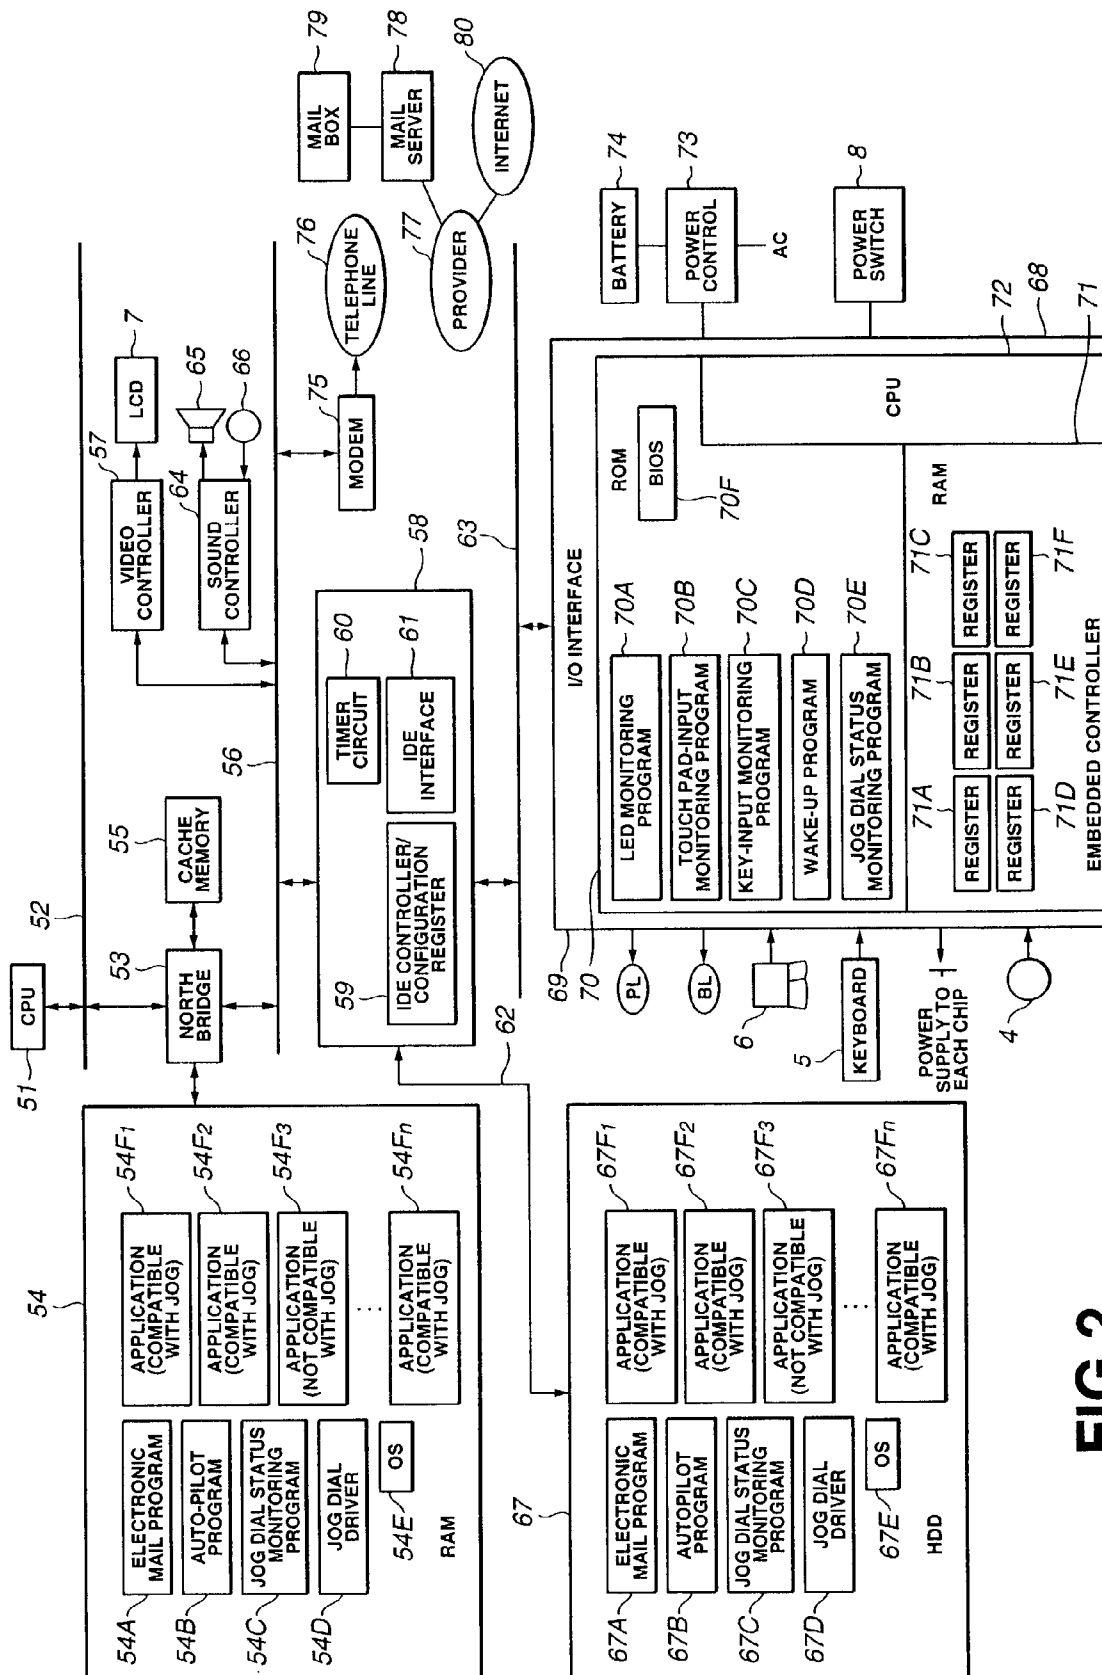 51
CPU
52
53
NORTH
BRIDGE
55
CACHE
MEMORY
57
VIDEO
CONTROLLER
7
LCD
64
SOUND
CONTROLLER
65
66
56
54
54A
ELECTRONIC
MAIL PROGRAM
54B
AUTO-PILOT
PROGRAM
54C
JOG DIAL STATUS
MONITORING
PROGRAM
54D
JOG DIAL
DRIVER
54E
OS
RAM
54F1
APPLICATION
(COMPATIBLE
WITH JOG)
54F2
APPLICATION
(COMPATIBLE
WITH JOG)
54F3
APPLICATION
(NOT COMPATIBLE
WITH JOG)
54Fn
APPLICATION
(COMPATIBLE
WITH JOG)
58
59
IDE CONTROLLER/
CONFIGURATION
REGISTER
60
TIMER
CIRCUIT
61
IDE
INTERFACE
62
63
75
MODEM
76
TELEPHONE
LINE
77
PROVIDER
78
MAIL
SERVER
79
MAIL
BOX
80
INTERNET
67
67A
ELECTRONIC
MAIL PROGRAM
67B
AUTOPILOT
PROGRAM
67C
JOG DIAL STATUS
MONITORING
PROGRAM
67D
JOG DIAL
DRIVER
67E
OS
HDD
67F1
APPLICATION
(COMPATIBLE
WITH JOG)
67F2
APPLICATION
(COMPATIBLE
WITH JOG)
67F3
APPLICATION
(NOT COMPATIBLE
WITH JOG)
67Fn
APPLICATION
(COMPATIBLE
WITH JOG)
I/O INTERFACE
69
70
PL
BL
6
5
KEYBOARD
POWER
SUPPLY TO
EACH CHIP
4
LED MONITORING
PROGRAM
70A
TOUCH PAD-INPUT
MONITORING PROGRAM
70B
KEY-INPUT MONITORING
PROGRAM
70C
WAKE-UP PROGRAM
70D
JOG DIAL STATUS
MONITORING PROGRAM
70E
ROM
BIOS
70F
CPU
RAM
71A
REGISTER
71B
REGISTER
71C
REGISTER
REGISTER
71D
REGISTER
71E
REGISTER
71F
EMBEDDED CONTROLLER
74
BATTERY
73
POWER
CONTROL
AC
8
POWER
SWITCH
72
68
71
FIG.2